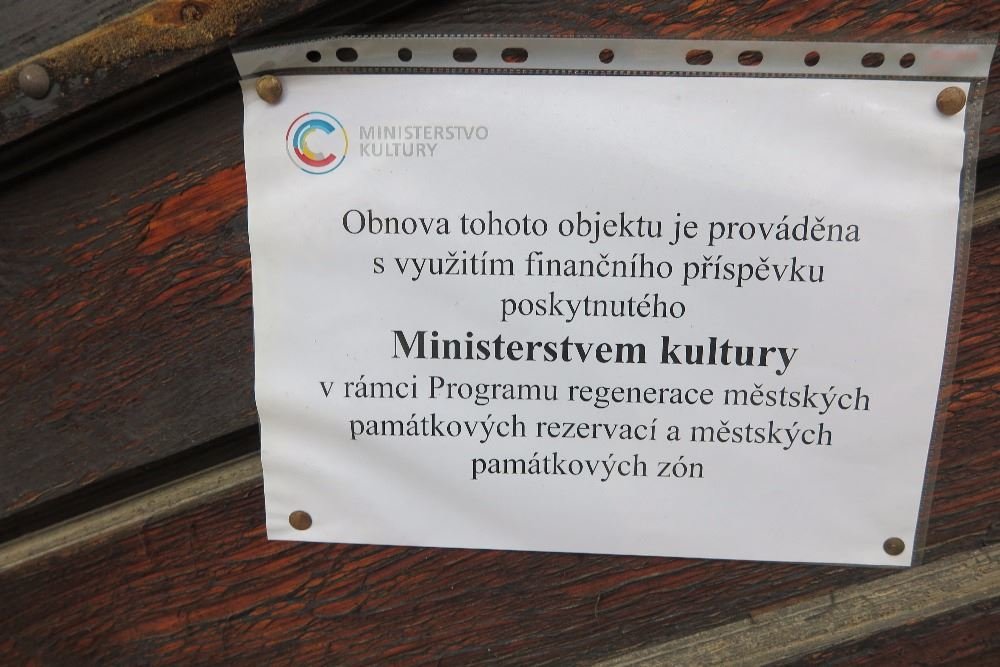 MINISTERSTVO
KULTURY
Obnova tohoto objektu je prováděna
s využitím finančního příspěvku
poskytnutého
Ministerstvem kultury
v rámci Programu regenerace městských
památkových rezervací a městských
památkových zón